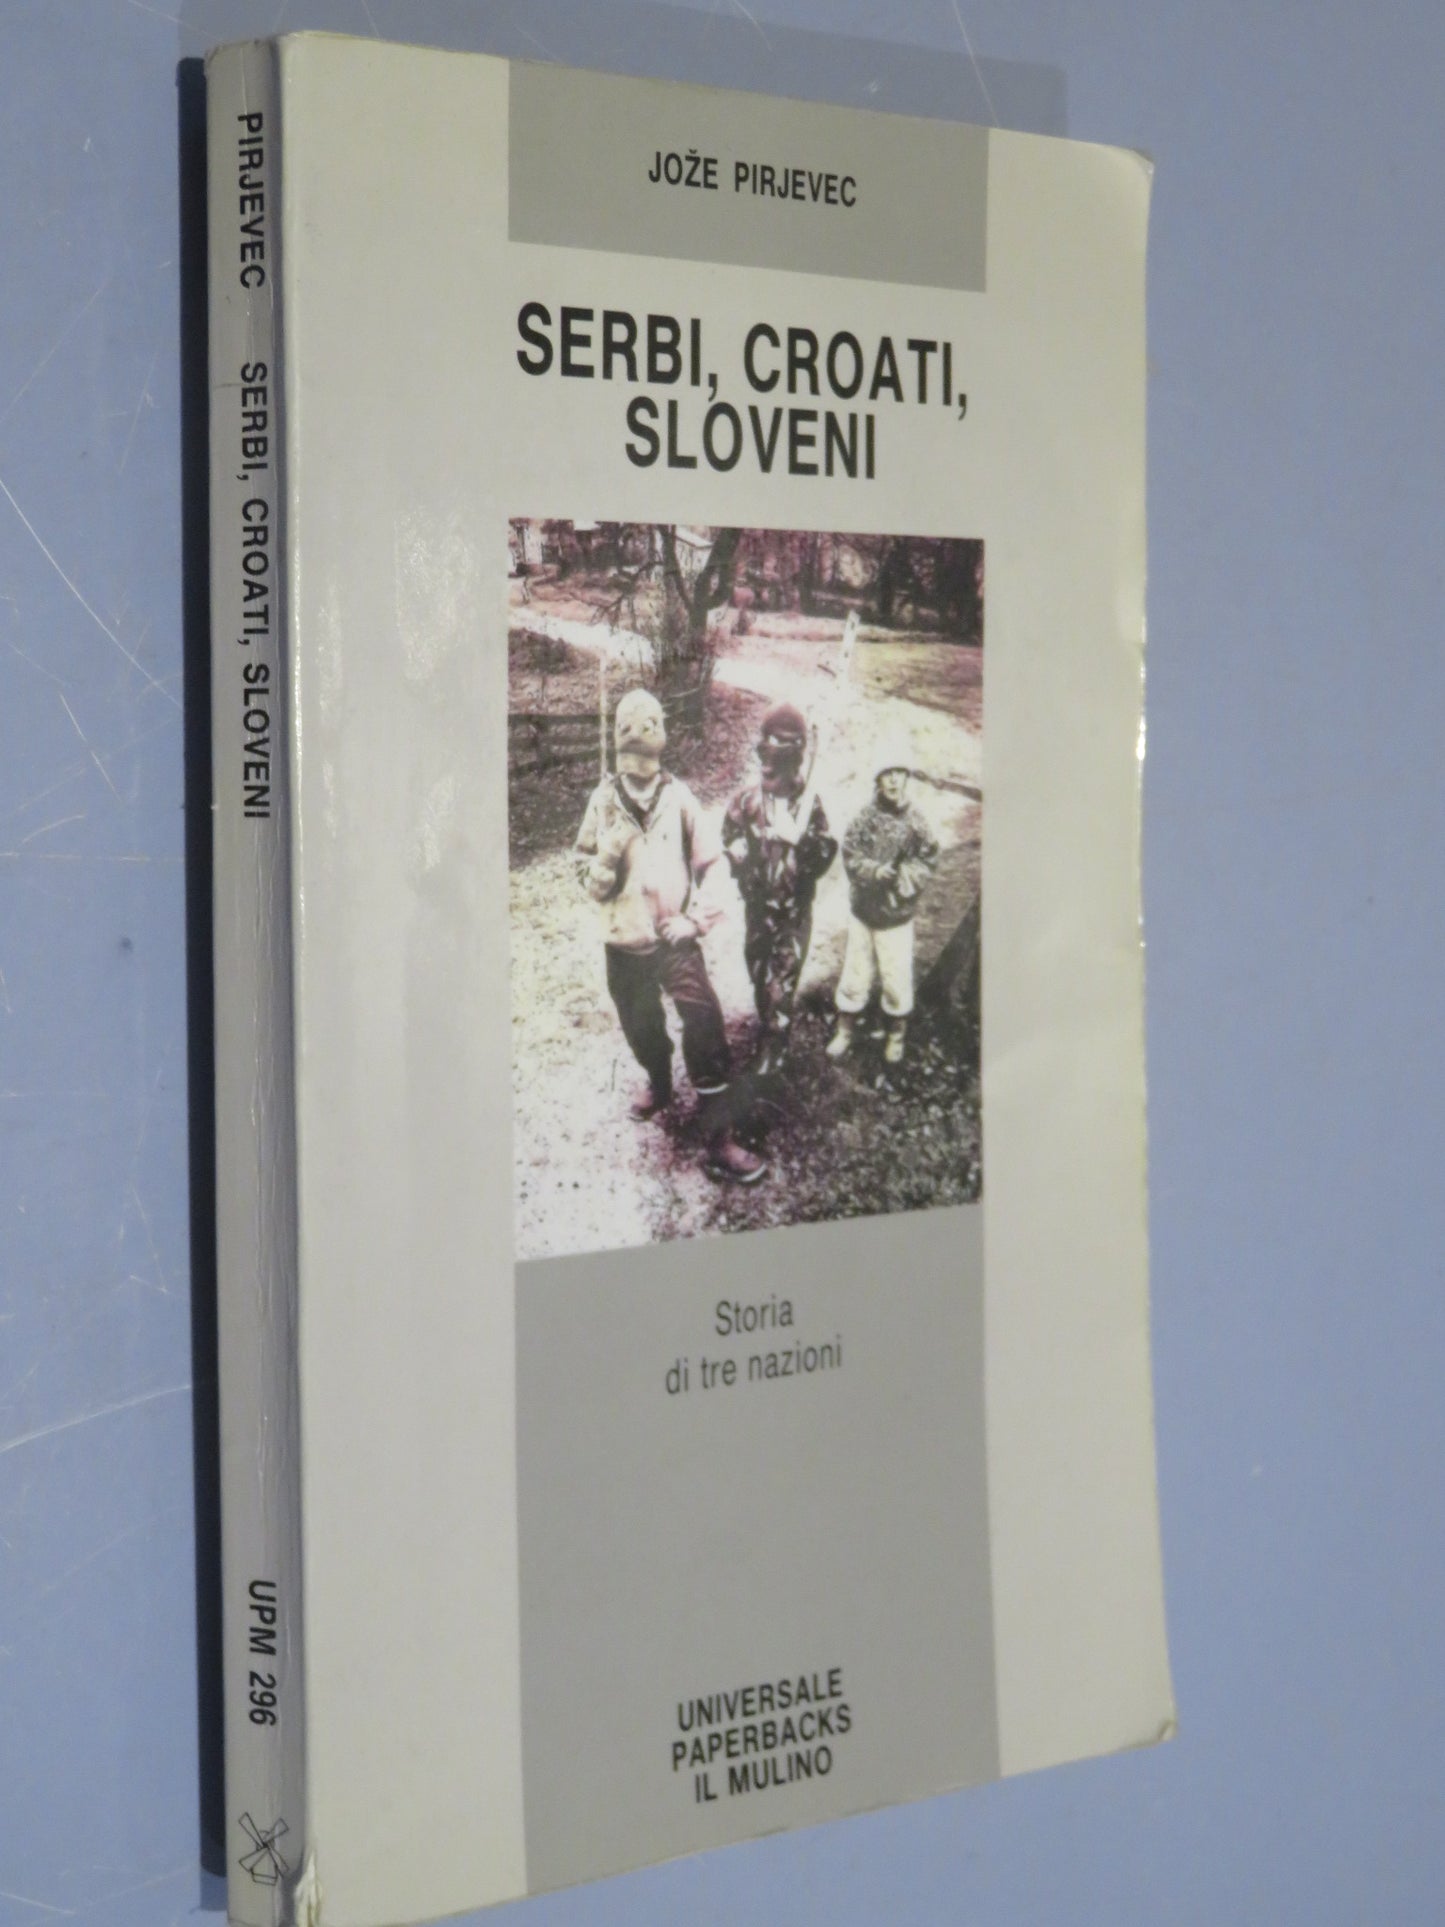 JOŽE PIRJEVEC
SERBI, CROATI,
SLOVENI
Storia
di tre nazioni
UNIVERSALE
PAPERBACKS
IL MULINO
PIRJEVEC SERBI, CROATI, SLOVENI UPM 296